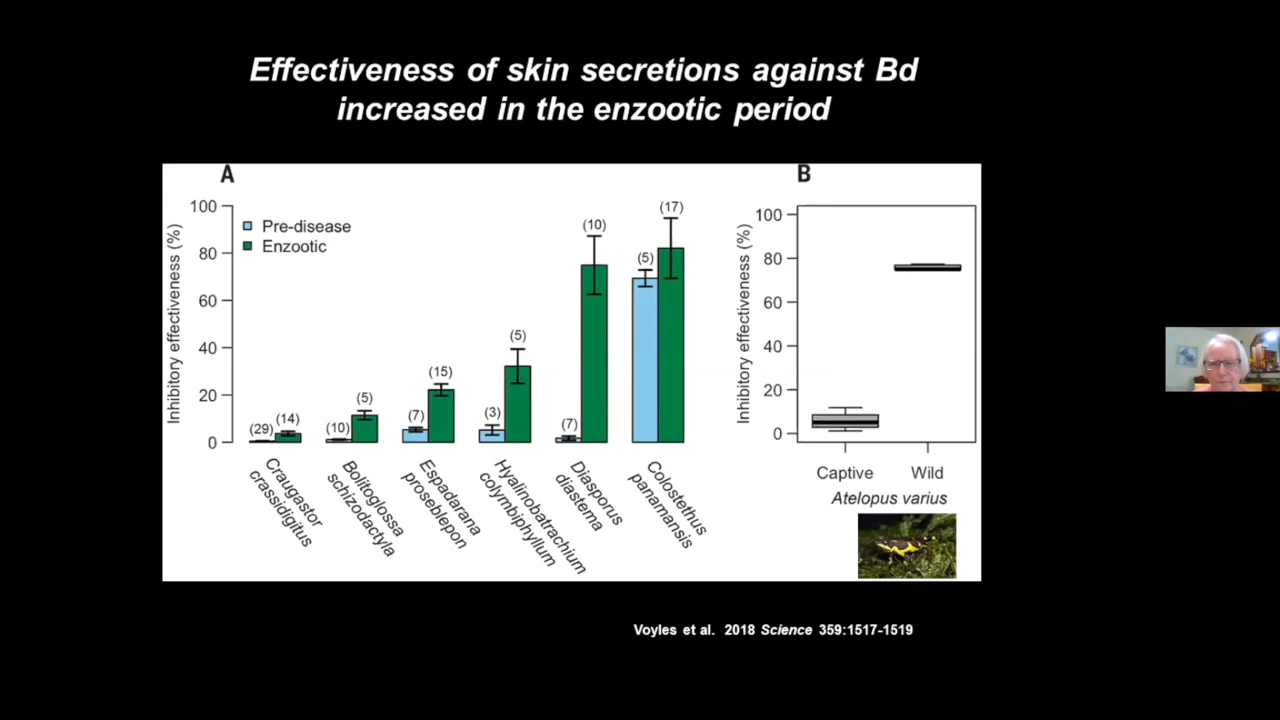 Effectiveness of skin secretions against Bd
increased in the enzootic period
A
Inhibitory effectiveness (%)
100
80
60
40
20
0
Pre-disease
Enzootic
(29)
(14)
(10)
(5)
(7)
(15)
(3)
(5)
(7)
(10)
(5)
(17)
Craugastor
crassidigitus
Bolitoglossa
schizodactyla
Espadarana
proseblepon
Hyalinobatrachium
colymbiphyllum
Diasporus
diastema
Colostethus
panamansis
B
Inhibitory effectiveness (%)
100
80
60
40
20
0
Captive
Wild
Atelopus varius
Voyles et al. 2018 Science 359:1517-1519